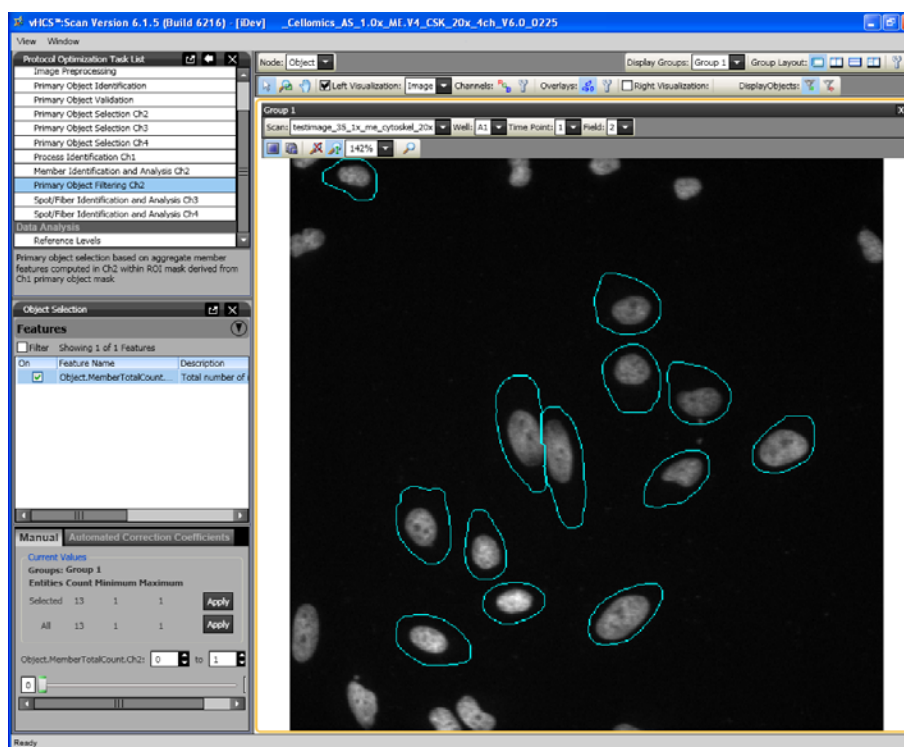 vHCS™:Scan Version 6.1.5 (Build 6216) - [iDev] _Cellomics_AS_1.0x_ME.V4_CSK_20x_4ch_V6.0_0225
View Window
Protocol Optimization Task List
Image Preprocessing
Primary Object Identification
Primary Object Validation
Primary Object Selection Ch2
Primary Object Selection Ch3
Primary Object Selection Ch4
Process Identification Ch1
Member Identification and Analysis Ch2
Primary Object Filtering Ch2
Spot/Fiber Identification and Analysis Ch3
Spot/Fiber Identification and Analysis Ch4
Data Analysis
Reference Levels
Primary object selection based on aggregate member
features computed in Ch2 within ROI mask derived from
Ch1 primary object mask
Object Selection
Features
Filter Showing 1 of 1 Features
On Feature Name Description
Object.MemberTotalCount.... Total number of
Manual Automated Correction Coefficients
Current Values
Groups: Group 1
Entities Count Minimum Maximum
Selected 13 1 1 Apply
All 13 1 1 Apply
Object.MemberTotalCount.Ch2: 0 to 1
0
Ready
Node: Object Display Groups: Group 1 Group Layout:
Left Visualization: Image Channels: Overlays: Right Visualization: DisplayObjects:
Group 1 X
Scan: testimage_35_1x_me_cytoskel_20x Well: A1 Time Point: 1 Field: 2
142%